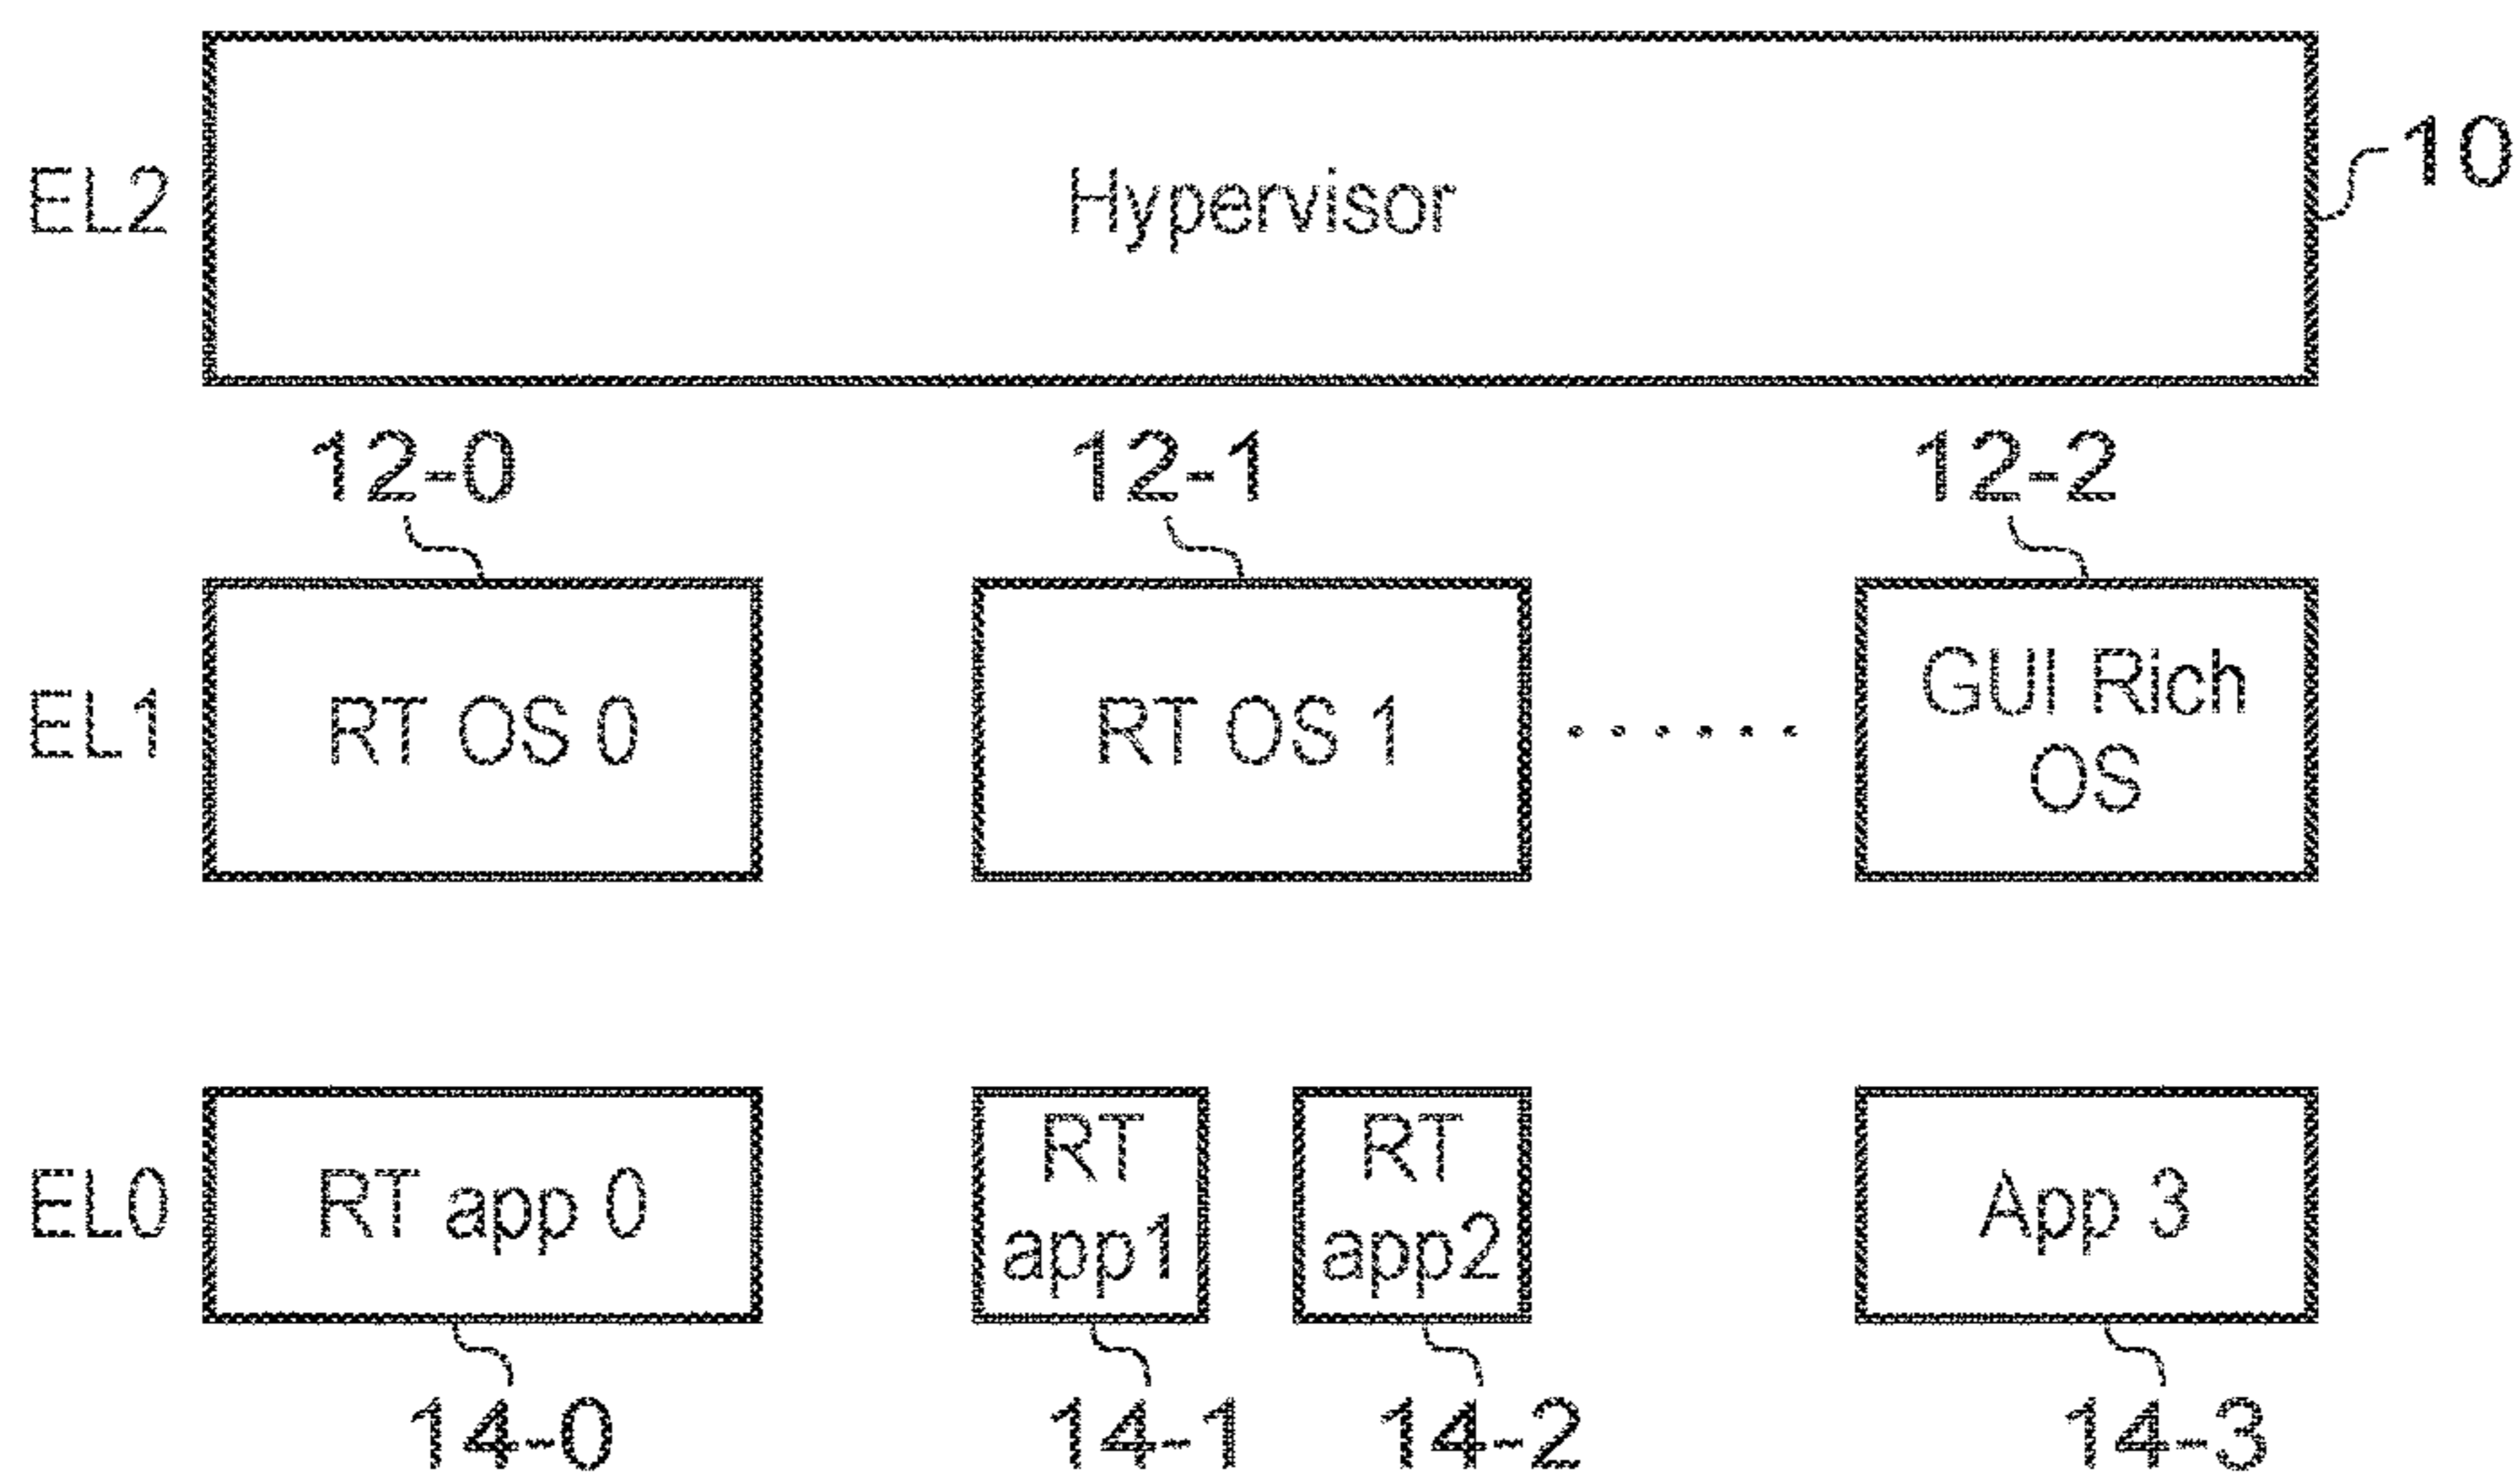 EL2
Hypervisor
10
12-0
12-1
12-2
EL1
RT OS 0
RT OS 1
GUI Rich
OS
EL0
RT app 0
RT
app1
RT
app2
App 3
14-0
14-1
14-2
14-3